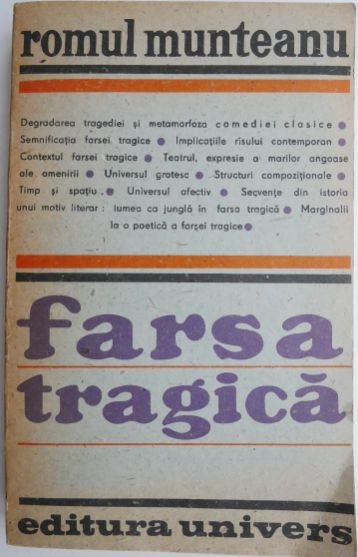 romul munteanu
Degradarea tragediei și metamorfoza comediei clasice ●
Semnificația farsei tragice ● Implicațiile rîsului contemporan ●
Contextul farsei tragice ● Teatrul, expresie a marilor angoase
ale omenirii ● Universul grotesc ● Structuri compoziționale ●
Timp și spațiu ● Universul afectiv ● Secvențe din istoria
unui motiv literar : lumea ca junglă în farsa tragică ● Marginalii
la o poetică a farsei tragice ●
farsa
tragică
editura univers